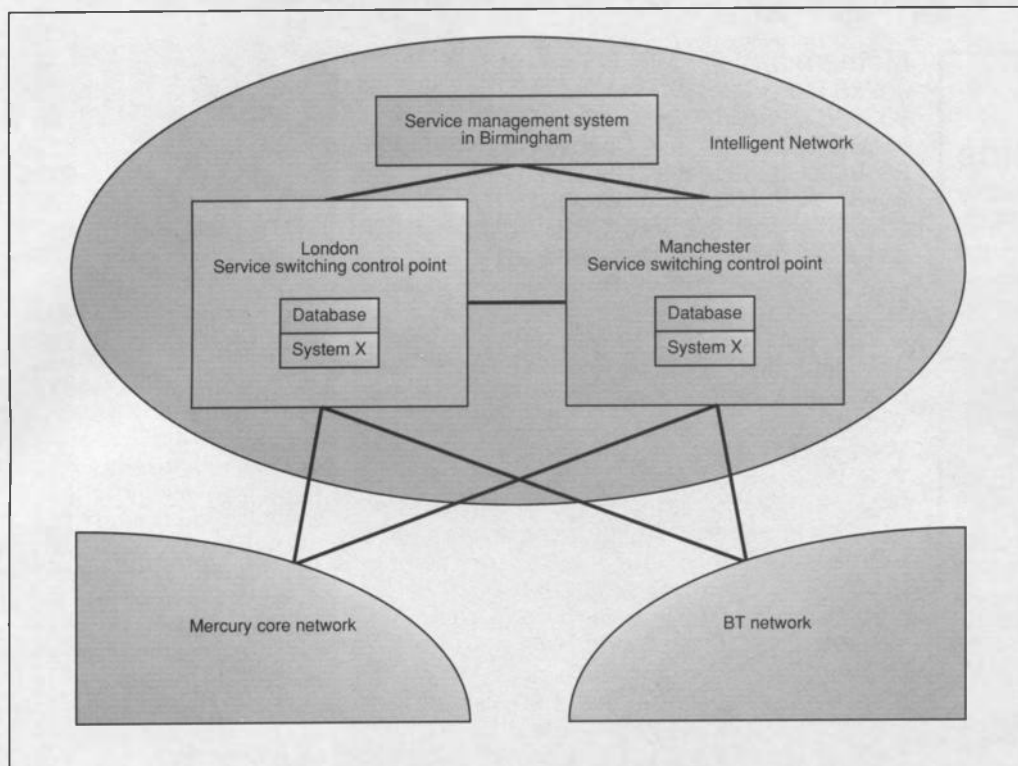 Service management system
in Birmingham
Intelligent Network
London
Service switching control point
Manchester
Service switching control point
Database
System X
Database
System X
Mercury core network
BT network